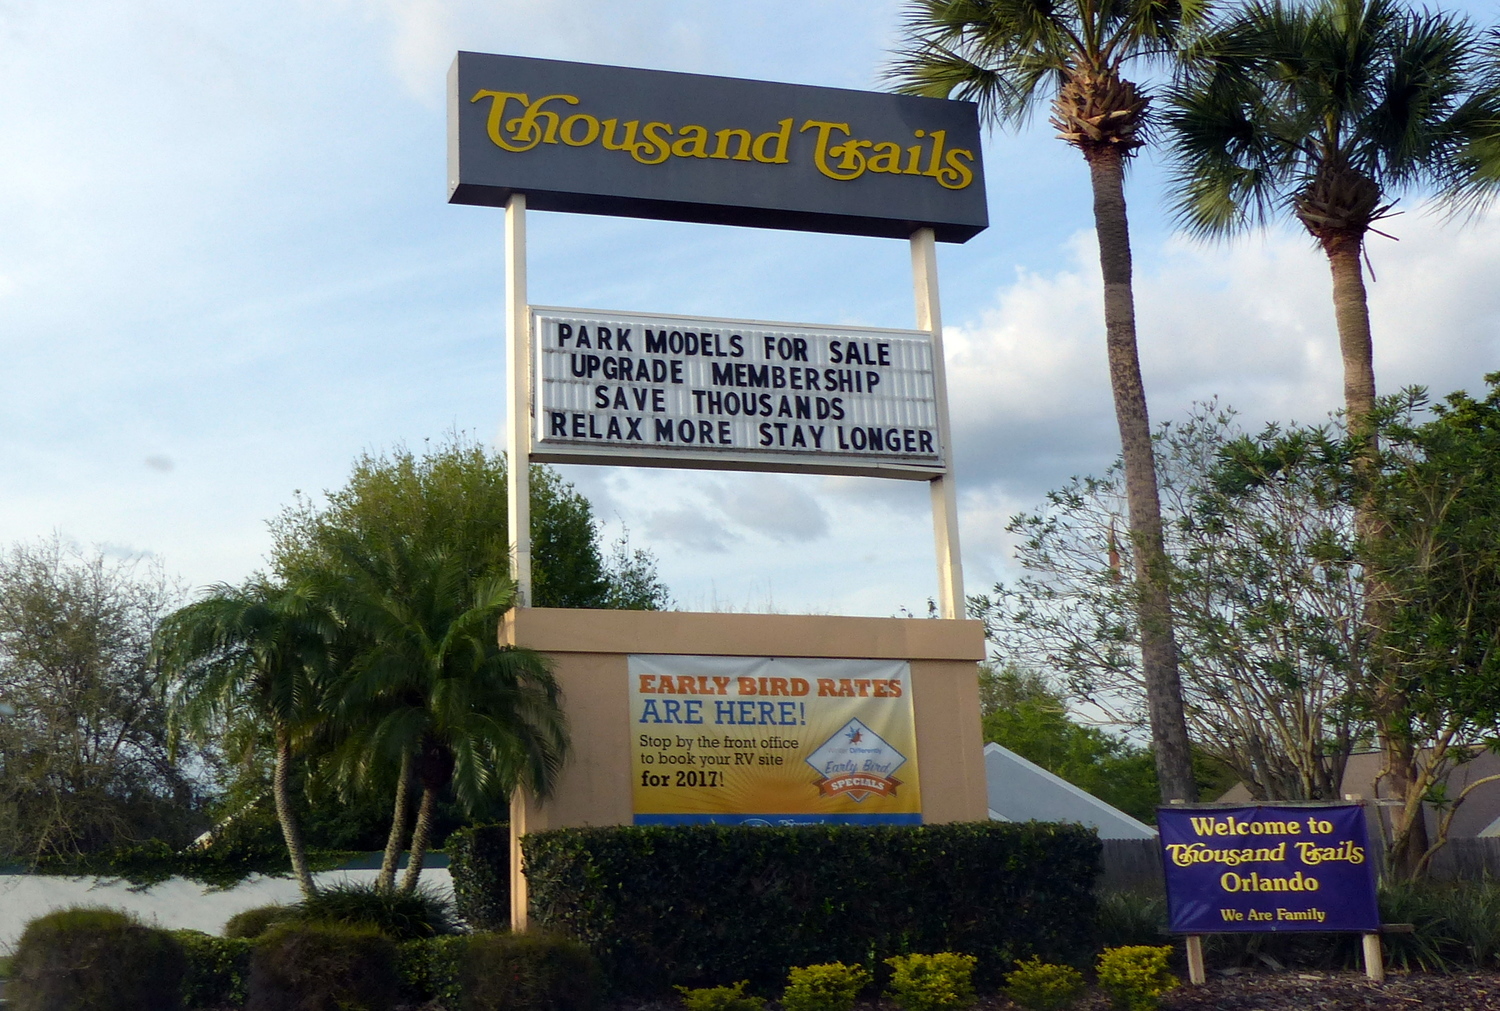 Thousand Trails
PARK MODELS FOR SALE
UPGRADE MEMBERSHIP
SAVE THOUSANDS
RELAX MORE STAY LONGER
EARLY BIRD RATES
ARE HERE!
Stop by the front office
to book your RV site
for 2017!
Differently
Early Bird
SPECIALS
Welcome to
Thousand Trails
Orlando
We Are Family